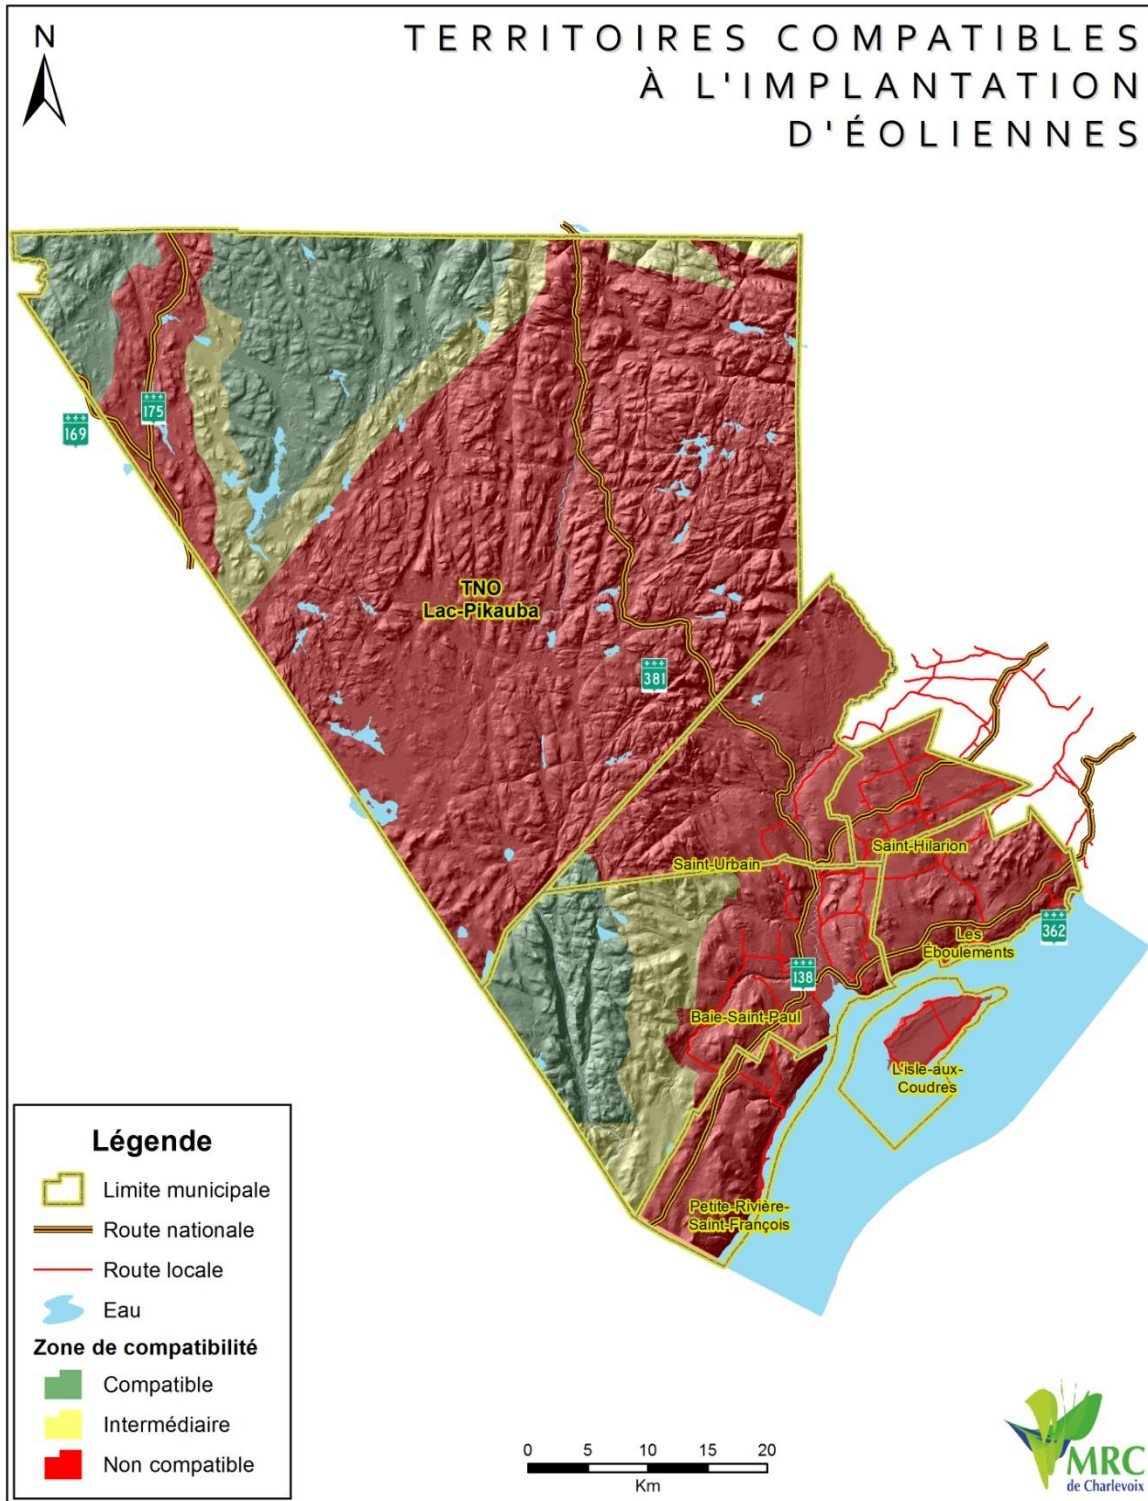 N
TERRITOIRES COMPATIBLES
À L'IMPLANTATION
D'ÉOLIENNES
175
169
TNO
Lac-Pikauba
381
Saint-Urbain
Saint-Hilarion
362
Les
Éboulements
138
Baie-Saint-Paul
L'isle-aux-
Coudres
Petite-Rivière-
Saint-François
Légende
Limite municipale
Route nationale
Route locale
Eau
Zone de compatibilité
Compatible
Intermédiaire
Non compatible
0 5 10 15 20
Km
MRC
de Charlevoix